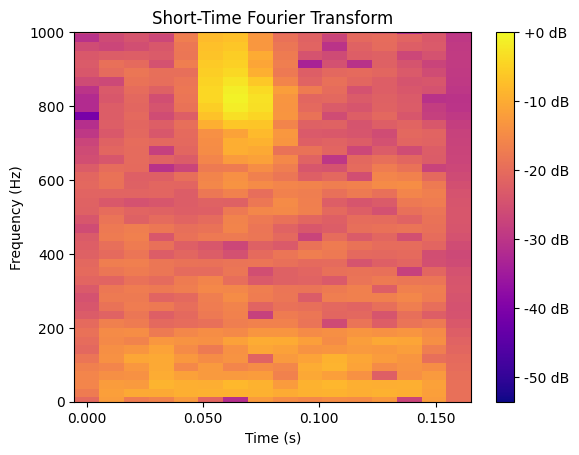 Short-Time Fourier Transform
Frequency (Hz)
1000
800
600
400
200
0
0.000
0.050
0.100
0.150
Time (s)
+0 dB
-10 dB
-20 dB
-30 dB
-40 dB
-50 dB